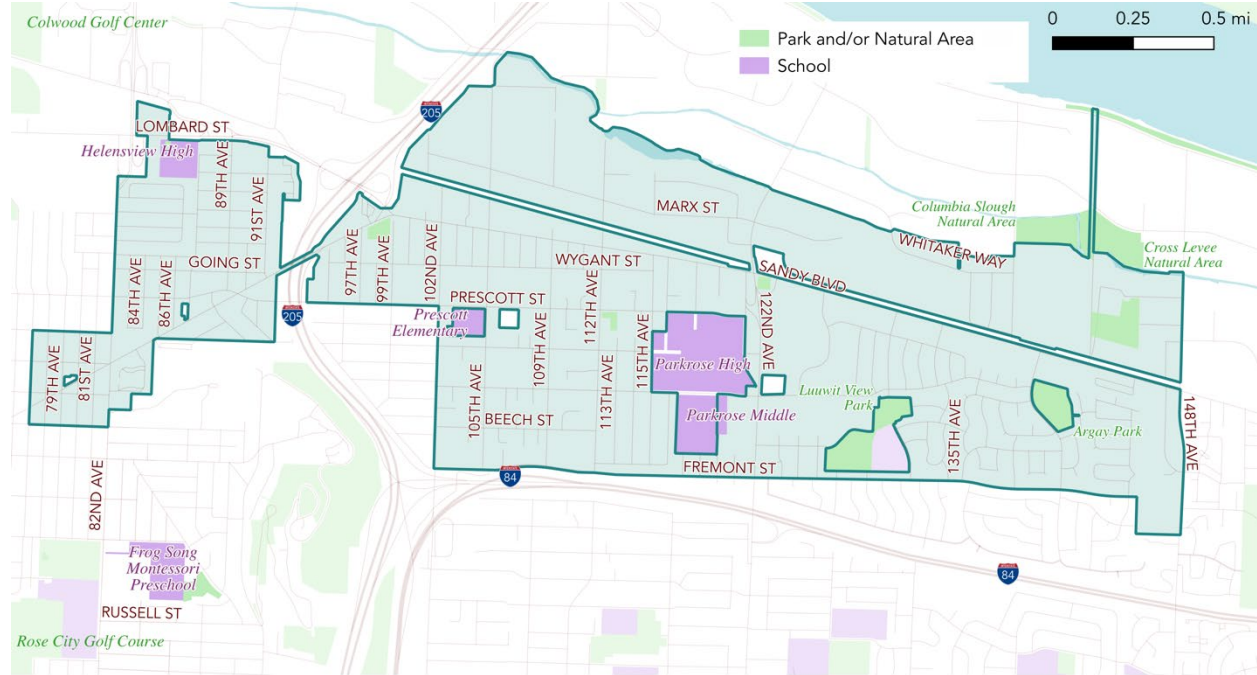 Colwood Golf Center
0
0.25
0.5 mi
Park and/or Natural Area
School
205
LOMBARD ST
Helensview High
89TH AVE
91ST AVE
MARX ST
Columbia Slough
Natural Area
WHITAKER WAY
Cross Levee
Natural Area
GOING ST
84TH AVE
86TH AVE
97TH AVE
99TH AVE
102ND AVE
WYGANT ST
SANDY BLVD
205
PRESCOTT ST
Prescott
Elementary
109TH AVE
112TH AVE
115TH AVE
122ND AVE
79TH AVE
81ST AVE
Parkrose High
Luuwit View
Park
105TH AVE
BEECH ST
113TH AVE
Parkrose Middle
135TH AVE
Argay Park
148TH AVE
FREMONT ST
84
82ND AVE
Frog Song
Montessori
Preschool
84
RUSSELL ST
Rose City Golf Course